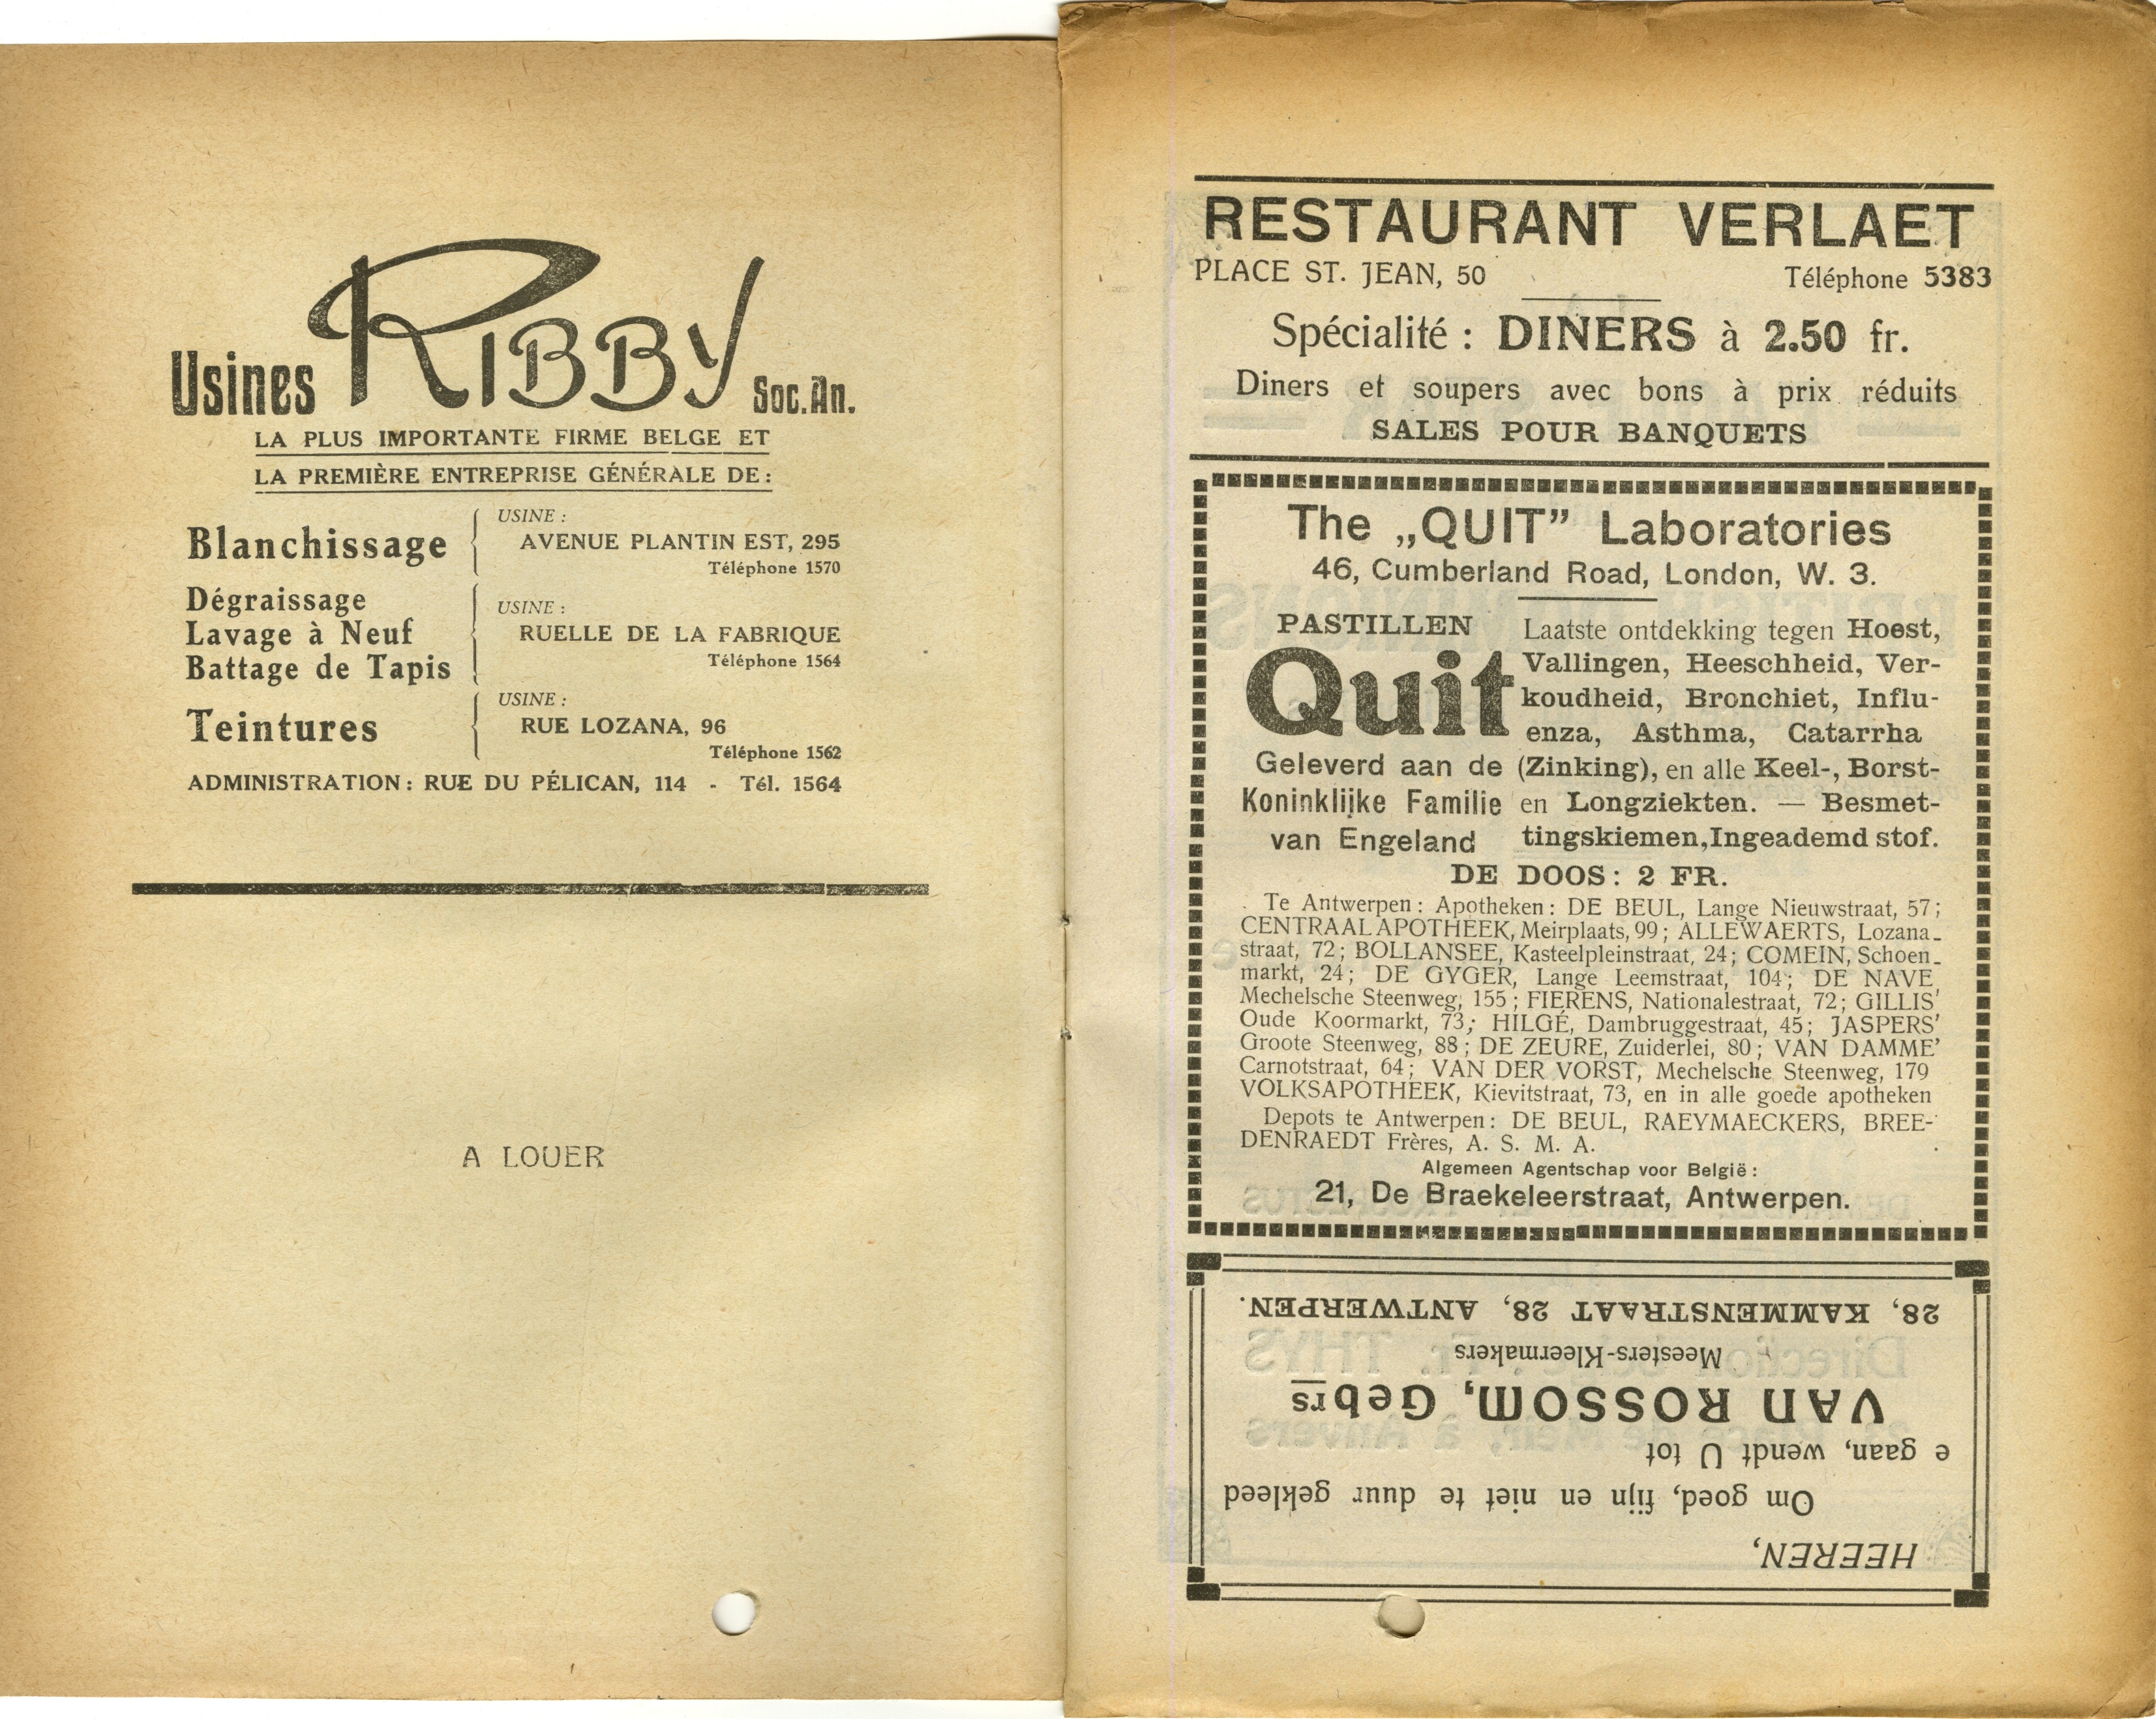 Usines RIBBY Soc. An.
LA PLUS IMPORTANTE FIRME BELGE ET
LA PREMIÈRE ENTREPRISE GÉNÉRALE DE:
Blanchissage
USINE :
AVENUE PLANTIN EST, 295
Téléphone 1570
Dégraissage
Lavage à Neuf
Battage de Tapis
USINE :
RUELLE DE LA FABRIQUE
Téléphone 1564
Teintures
USINE :
RUE LOZANA, 96
Téléphone 1562
ADMINISTRATION: RUE DU PÉLICAN, 114 - Tél. 1564
A LOUER
RESTAURANT VERLAET
PLACE ST. JEAN, 50 Téléphone 5383
Spécialité : DINERS à 2.50 fr.
Diners et soupers avec bons à prix réduits
SALES POUR BANQUETS
The „QUIT” Laboratories
46, Cumberland Road, London, W. 3.
PASTILLEN
Quit
Geleverd aan de
Koninklijke Familie
van Engeland
Laatste ontdekking tegen Hoest,
Vallingen, Heeschheid, Ver-
koudheid, Bronchiet, Influ-
enza, Asthma, Catarrha
(Zinking), en alle Keel-, Borst-
en Longziekten. — Besmet-
tingskiemen, Ingeademd stof.
DE DOOS: 2 FR.
Te Antwerpen: Apotheken: DE BEUL, Lange Nieuwstraat, 57;
CENTRAAL APOTHEEK, Meirplaats, 99; ALLEWAERTS, Lozana-
straat, 72; BOLLANSEE, Kasteelpleinstraat, 24; COMEIN, Schoen-
markt, 24; DE GYGER, Lange Leemstraat, 104; DE NAVE,
Mechelsche Steenweg, 155; FIERENS, Nationalestraat, 72; GILLIS'
Oude Koormarkt, 73; HILGÉ, Dambruggestraat, 45; JASPERS'
Groote Steenweg, 88; DE ZEURE, Zuiderlei, 80; VAN DAMME'
Carnotstraat, 64; VAN DER VORST, Mechelsche Steenweg, 179
VOLKSAPOTHEEK, Kievitstraat, 73, en in alle goede apotheken
Depots te Antwerpen: DE BEUL, RAEYMAECKERS, BREE-
DENRAEDT Frères, A. S. M. A.
Algemeen Agentschap voor België:
21, De Braekeleerstraat, Antwerpen.
HEEREN,
Om goed, fijn en niet te duur gekleed
e gaan, wendt U tot
VAN ROSSOM, Gebrs
Meesters-Kleermakers
28, KAMMENSTRAAT 28, ANTWERPEN.